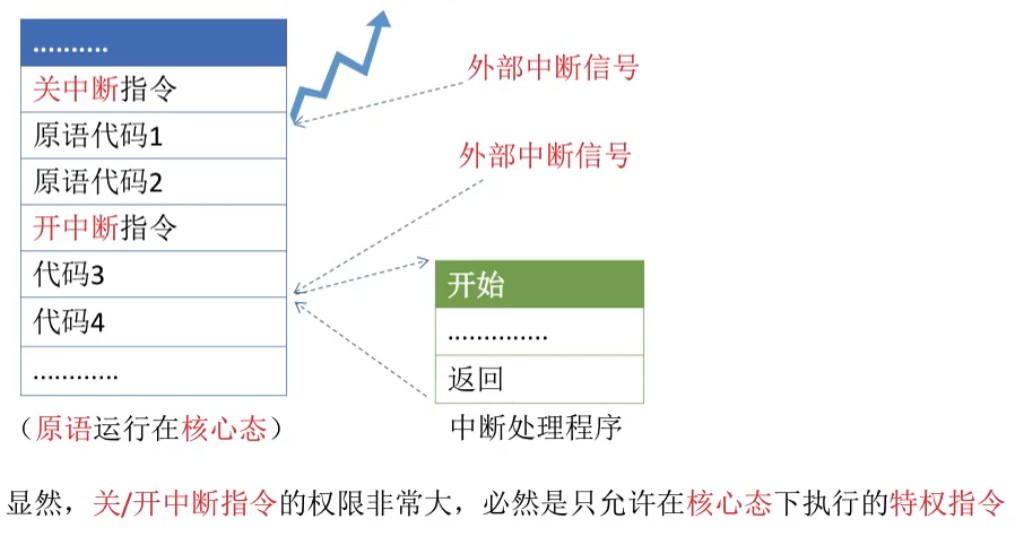 ..........
关中断指令
原语代码1
原语代码2
开中断指令
代码3
代码4
............
（原语运行在核心态）
外部中断信号
外部中断信号
开始
..............
返回
中断处理程序
显然，关/开中断指令的权限非常大，必然是只允许在核心态下执行的特权指令